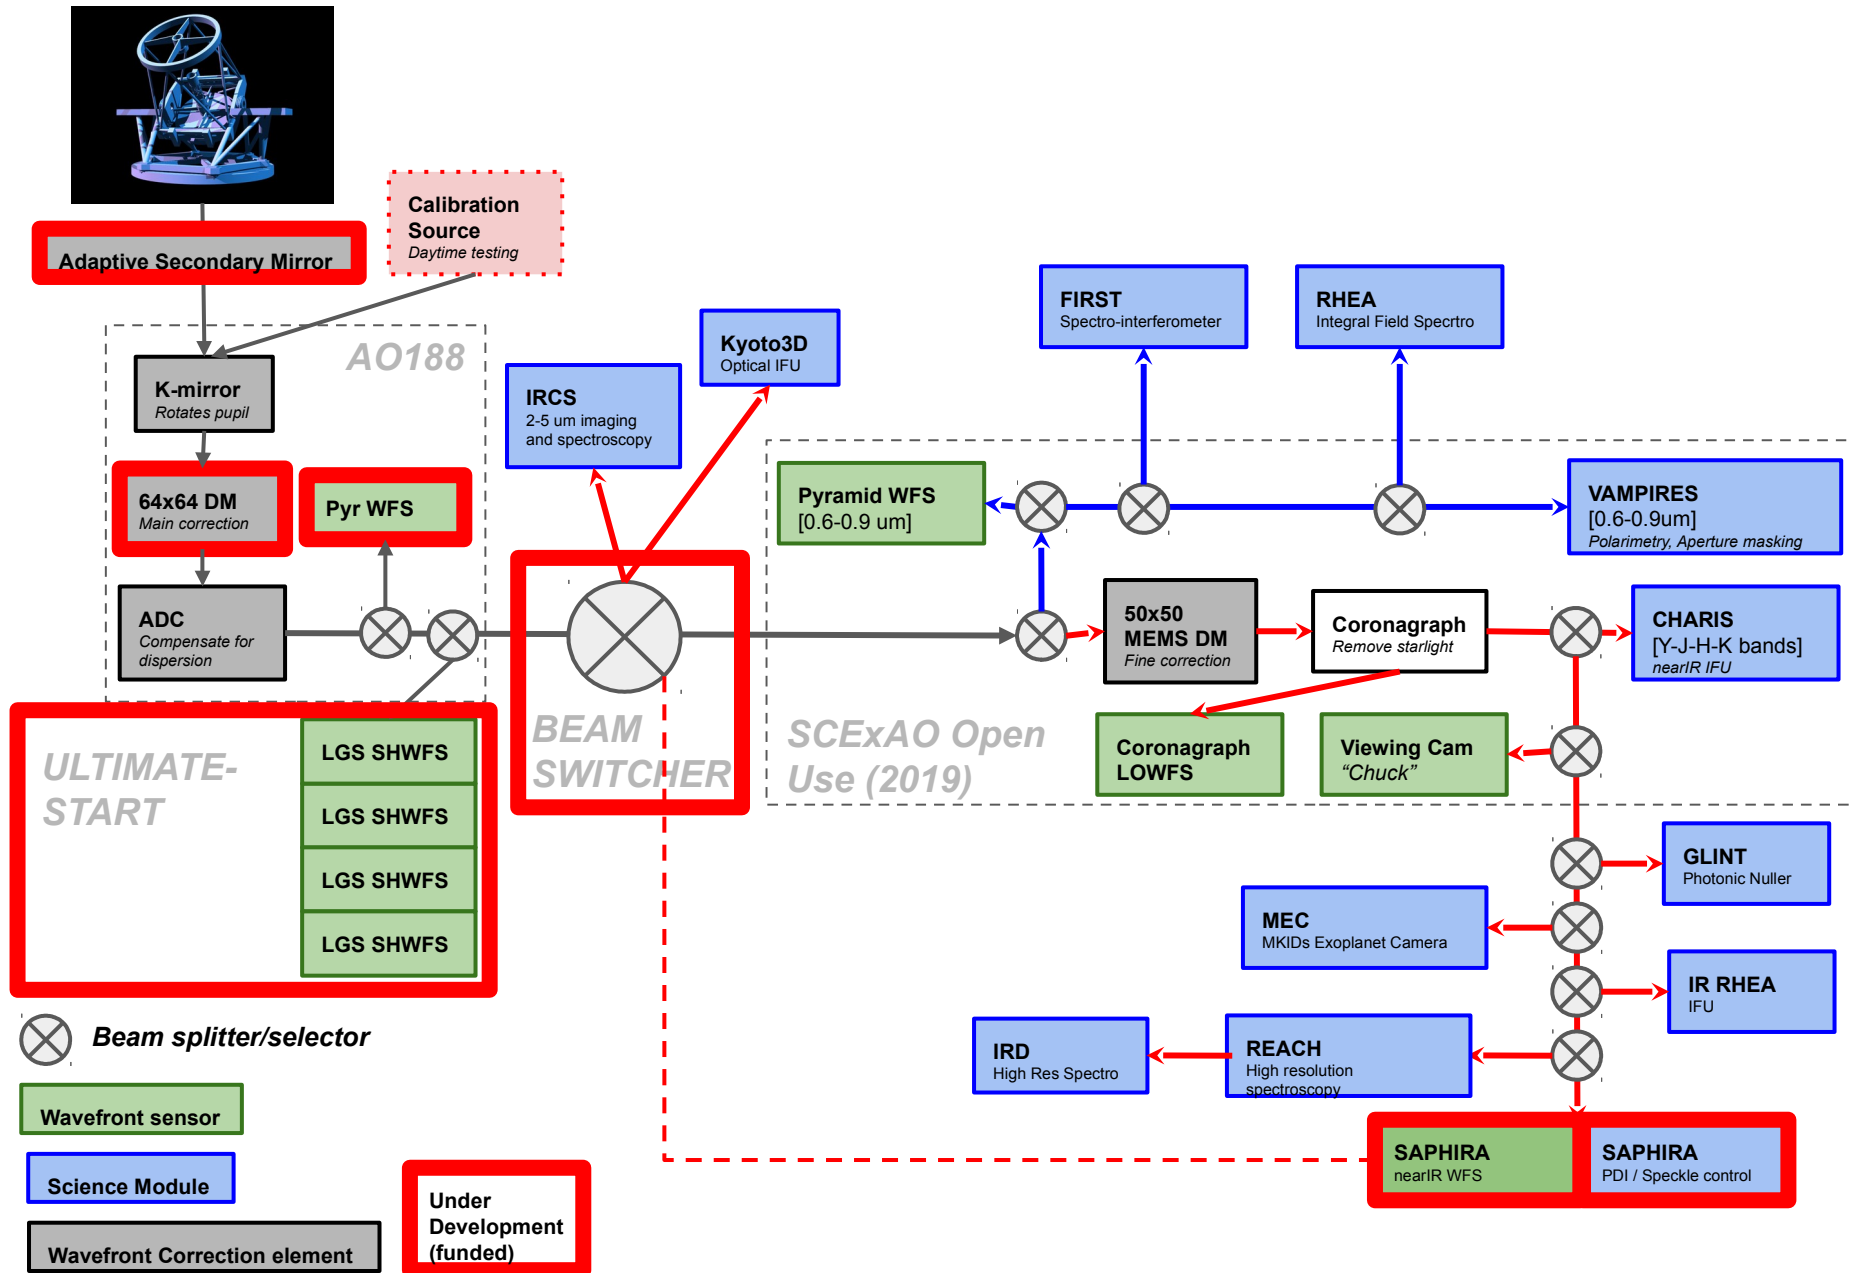 Calibration
Source
Daytime testing
Adaptive Secondary Mirror
AO188
K-mirror
Rotates pupil
64x64 DM
Main correction
Pyr WFS
ADC
Compensate for
dispersion
ULTIMATE-
START
LGS SHWFS
LGS SHWFS
LGS SHWFS
LGS SHWFS
IRCS
2-5 um imaging
and spectroscopy
Kyoto3D
Optical IFU
BEAM
SWITCHER
FIRST
Spectro-interferometer
RHEA
Integral Field Specrtro
Pyramid WFS
[0.6-0.9 um]
VAMPIRES
[0.6-0.9um]
Polarimetry, Aperture masking
50x50
MEMS DM
Fine correction
Coronagraph
Remove starlight
CHARIS
[Y-J-H-K bands]
nearIR IFU
SCExAO Open
Use (2019)
Coronagraph
LOWFS
Viewing Cam
“Chuck”
GLINT
Photonic Nuller
MEC
MKIDs Exoplanet Camera
IR RHEA
IFU
IRD
High Res Spectro
REACH
High resolution
spectroscopy
SAPHIRA
nearIR WFS
SAPHIRA
PDI / Speckle control
Beam splitter/selector
Wavefront sensor
Science Module
Wavefront Correction element
Under
Development
(funded)